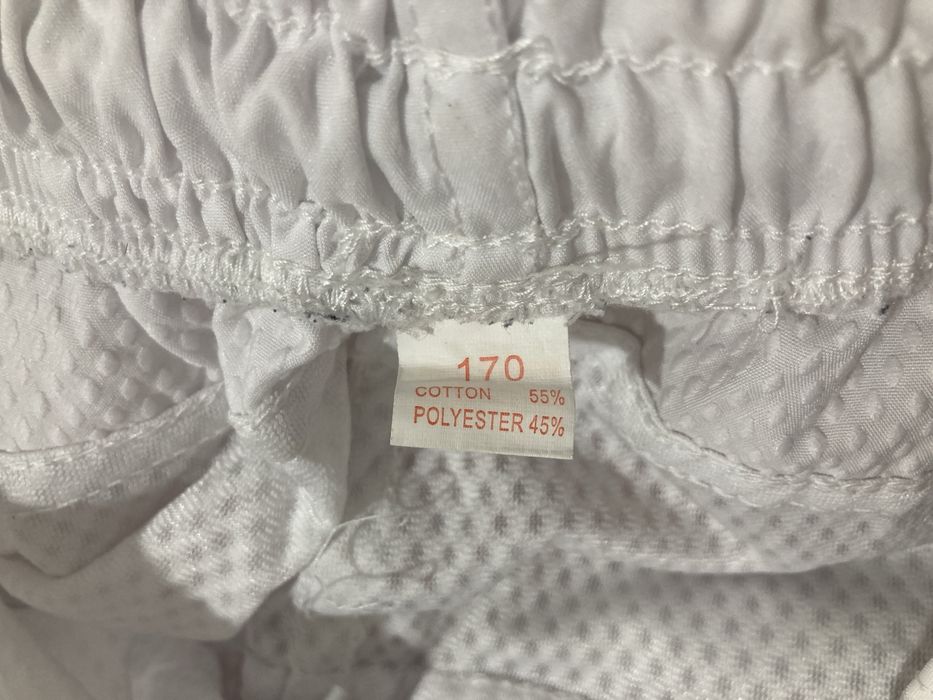 170
COTTON 55%
POLYESTER 45%